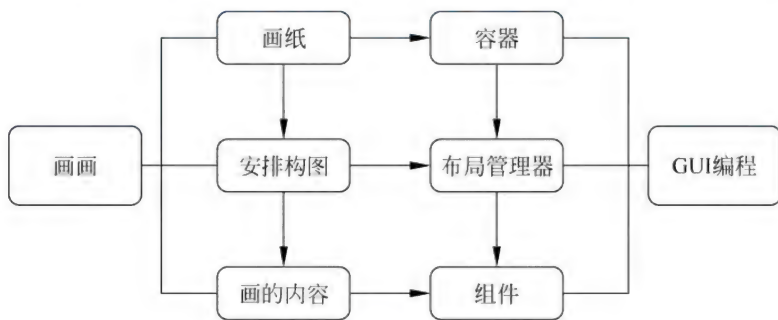 画纸
容器
画画
安排构图
布局管理器
GUI编程
画的内容
组件